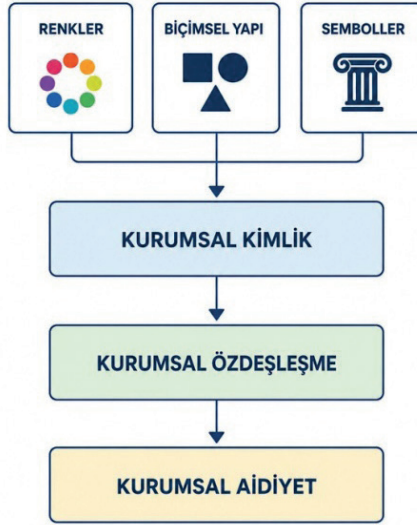 RENKLER
BİÇİMSEL YAPI
SEMBOLLER
KURUMSAL KİMLİK
KURUMSAL ÖZDEŞLEŞME
KURUMSAL AİDİYET